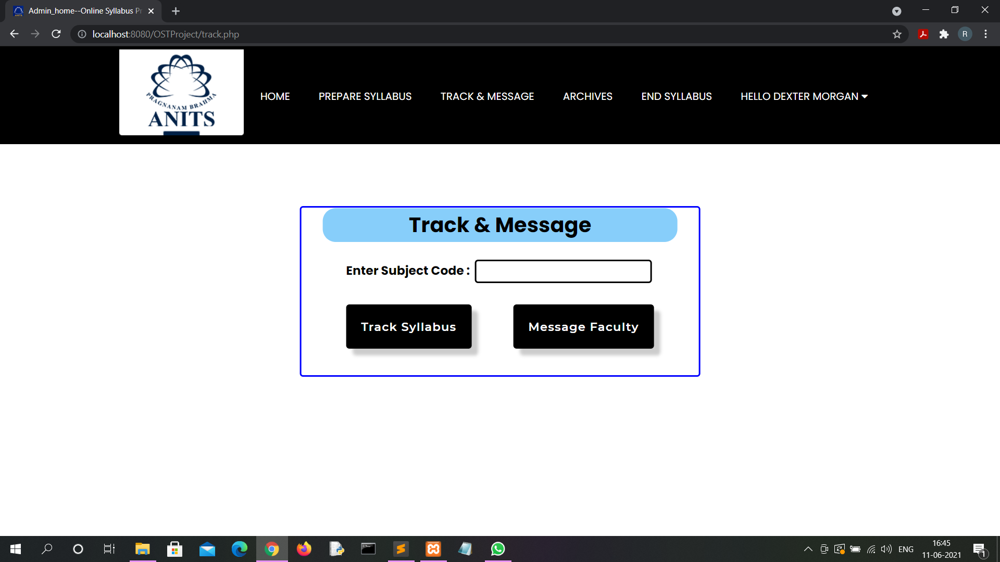 Admin_home--Online Syllabus Pr
localhost:8080/OSTProject/track.php
R
PRAGNANAM BRAHMA
ANITS
HOME
PREPARE SYLLABUS
TRACK & MESSAGE
ARCHIVES
END SYLLABUS
HELLO DEXTER MORGAN
Track & Message
Enter Subject Code :
Track Syllabus
Message Faculty
ENG
16:45
11-06-2021
1